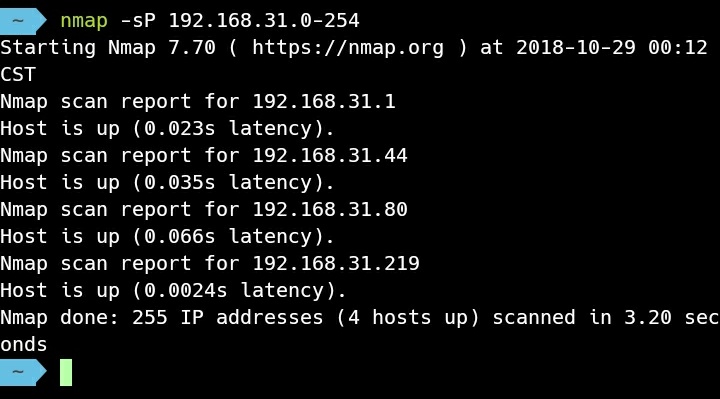 ~ nmap -sP 192.168.31.0-254
Starting Nmap 7.70 ( https://nmap.org ) at 2018-10-29 00:12
CST
Nmap scan report for 192.168.31.1
Host is up (0.023s latency).
Nmap scan report for 192.168.31.44
Host is up (0.035s latency).
Nmap scan report for 192.168.31.80
Host is up (0.066s latency).
Nmap scan report for 192.168.31.219
Host is up (0.0024s latency).
Nmap done: 255 IP addresses (4 hosts up) scanned in 3.20 sec
onds
~